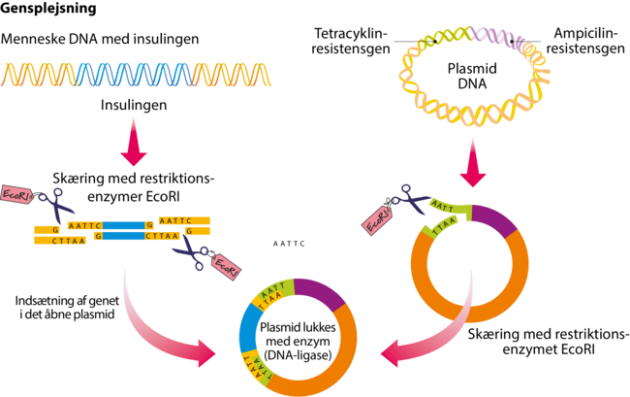 Gensplejsning
Menneske DNA med insulingen
Insulingen
Tetracyklin-
resistensgen
Ampicilin-
resistensgen
Plasmid
DNA
Skæring med restriktions-
enzymer EcoRI
EcoRI
AATTC
G
G
CTTAA
AATTC
G
G
CTTAA
EcoRI
AATTC
EcoRI
AATT
TTAA
Skæring med restriktions-
enzymet EcoRI
Indsætning af genet
i det åbne plasmid
AATT
TTAA
Plasmid lukkes
med enzym
(DNA-ligase)
TTAA
AATT